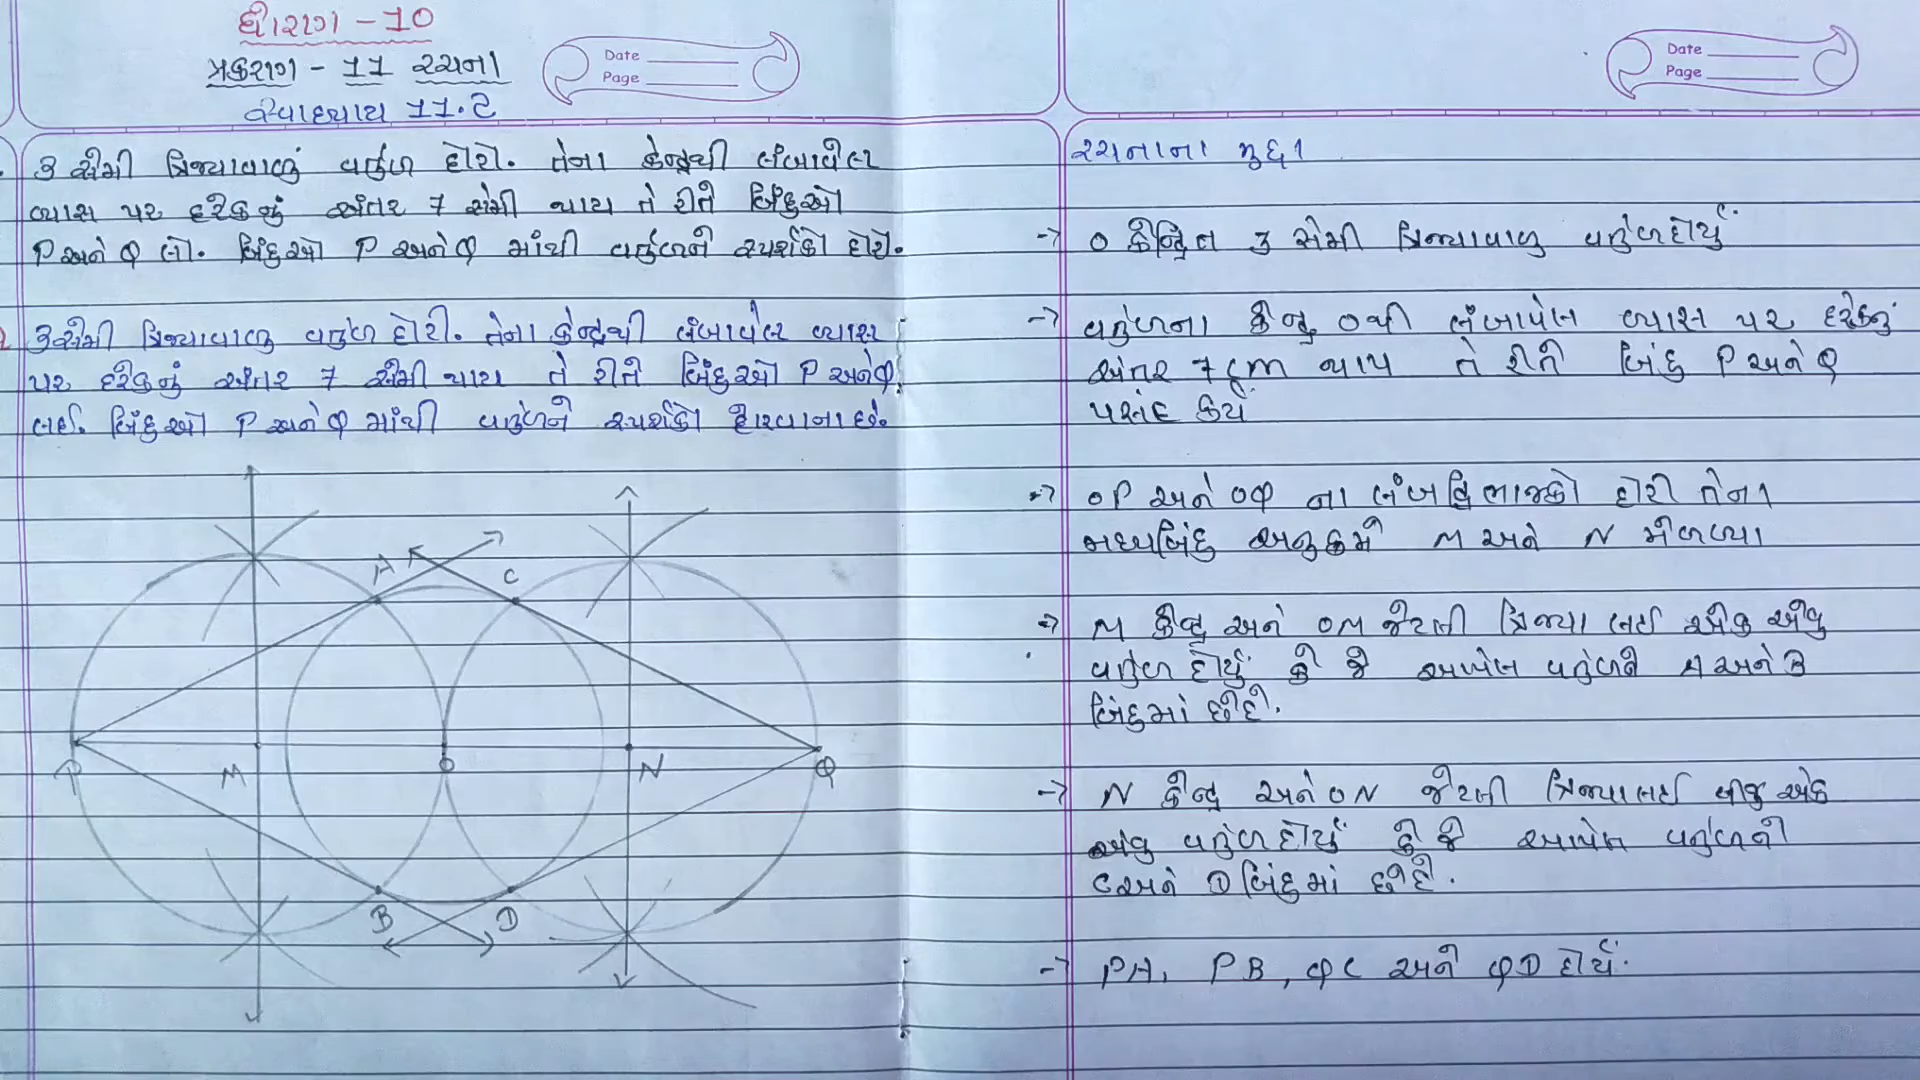 ધોરણ - 10
પ્રકરણ - 11 રચના
સ્વાધ્યાય 11.2
Date
Page
3 સેમી ત્રિજ્યાવાળું વર્તુળ દોરો. તેના કેન્દ્રથી લંબાવેલ
વ્યાસ પર દરેકનું અંતર 7 સેમી થાય તે રીતે બિંદુઓ
P અને Q લો. બિંદુઓ P અને Q માંથી વર્તુળને સ્પર્શકો દોરો.
3 સેમી ત્રિજ્યાવાળુ વર્તુળ દોરી. તેના કેન્દ્રથી લંબાવેલ વ્યાસ
પર દરેકનું અંતર 7 સેમી થાય તે રીતે બિંદુઓ P અને Q
લઈ. બિંદુઓ P અને Q માંથી વર્તુળને સ્પર્શકો દોરવાના છે.
A
C
P
M
O
N
Q
B
D
Date
Page
રચનાના મુદ્દા
→ O કેન્દ્રિત 3 સેમી ત્રિજ્યાવાળુ વર્તુળ દોર્યું.
→ વર્તુળના કેન્દ્ર O થી લંબાયેલ વ્યાસ પર દરેકનું
અંતર 7 cm થાય તે રીતે બિંદુ P અને Q
પસંદ કર્યા
→ OP અને OQ ના લંબદ્વિભાજકો દોરી તેના
મધ્યબિંદુ અનુક્રમે M અને N મેળવ્યા
→ M કેન્દ્ર અને OM જેટલી ત્રિજ્યા લઈ એક એવુ
વર્તુળ દોર્યું કે જે આપેલ વર્તુળને A અને B
બિંદુમાં છેદે.
→ N કેન્દ્ર અને ON જેટલી ત્રિજ્યા લઈ બીજુ એક
એવુ વર્તુળ દોર્યું કે જે આપેલ વર્તુળને
C અને D બિંદુમાં છેદે.
→ PA, PB, QC અને QD દોર્યા.